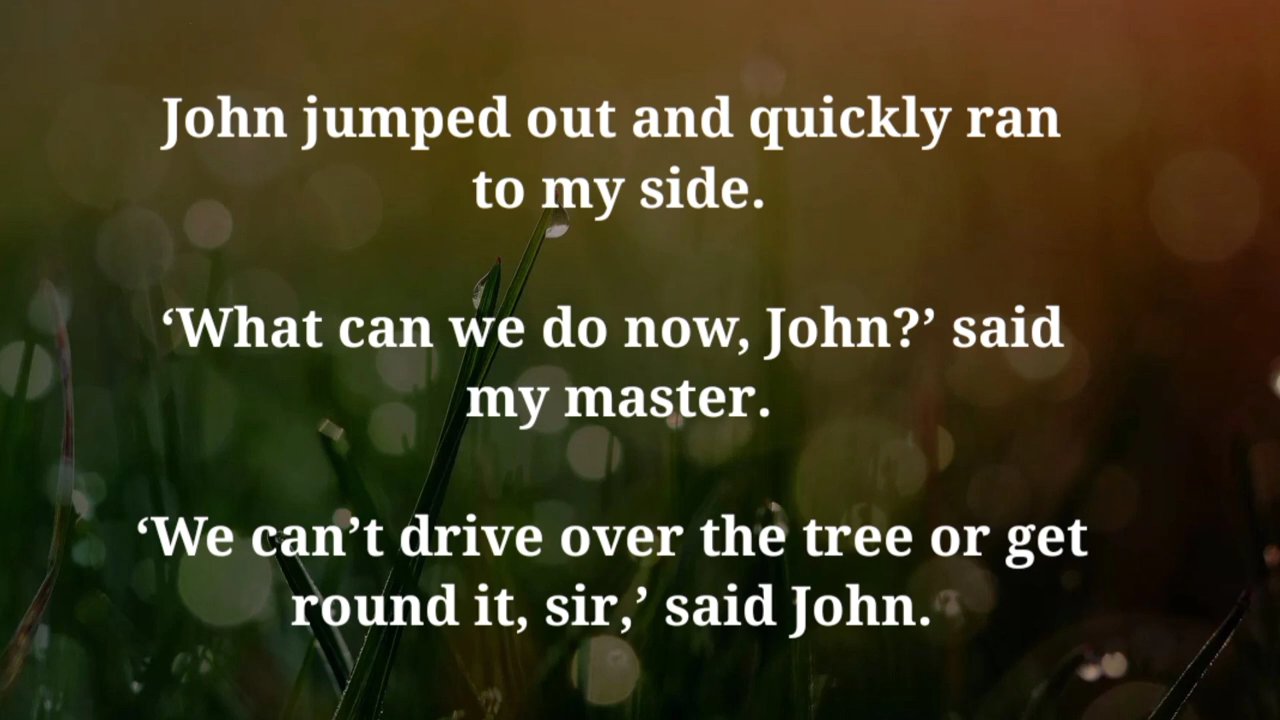 John jumped out and quickly ran
to my side.
‘What can we do now, John?’ said
my master.
‘We can’t drive over the tree or get
round it, sir,’ said John.